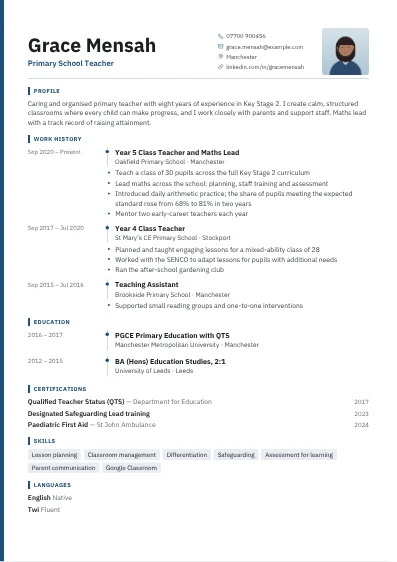 Grace Mensah
Primary School Teacher
07700 900456
grace.mensah@example.com
Manchester
linkedin.com/in/gracemensah
PROFILE
Caring and organised primary teacher with eight years of experience in Key Stage 2. I create calm, structured
classrooms where every child can make progress, and I work closely with parents and support staff. Maths lead
with a track record of raising attainment.
WORK HISTORY
Sep 2020 – Present
Year 5 Class Teacher and Maths Lead
Oakfield Primary School · Manchester
• Teach a class of 30 pupils across the full Key Stage 2 curriculum
• Lead maths across the school: planning, staff training and assessment
• Introduced daily arithmetic practice; the share of pupils meeting the expected
standard rose from 68% to 81% in two years
• Mentor two early-career teachers each year
Sep 2017 – Jul 2020
Year 4 Class Teacher
St Mary's CE Primary School · Stockport
• Planned and taught engaging lessons for a mixed-ability class of 28
• Worked with the SENCO to adapt lessons for pupils with additional needs
• Ran the after-school gardening club
Sep 2015 – Jul 2016
Teaching Assistant
Brookside Primary School · Manchester
• Supported small reading groups and one-to-one interventions
EDUCATION
2016 – 2017
PGCE Primary Education with QTS
Manchester Metropolitan University · Manchester
2012 – 2015
BA (Hons) Education Studies, 2:1
University of Leeds · Leeds
CERTIFICATIONS
Qualified Teacher Status (QTS) — Department for Education 2017
Designated Safeguarding Lead training 2023
Paediatric First Aid — St John Ambulance 2024
SKILLS
Lesson planning Classroom management Differentiation Safeguarding Assessment for learning
Parent communication Google Classroom
LANGUAGES
English Native
Twi Fluent